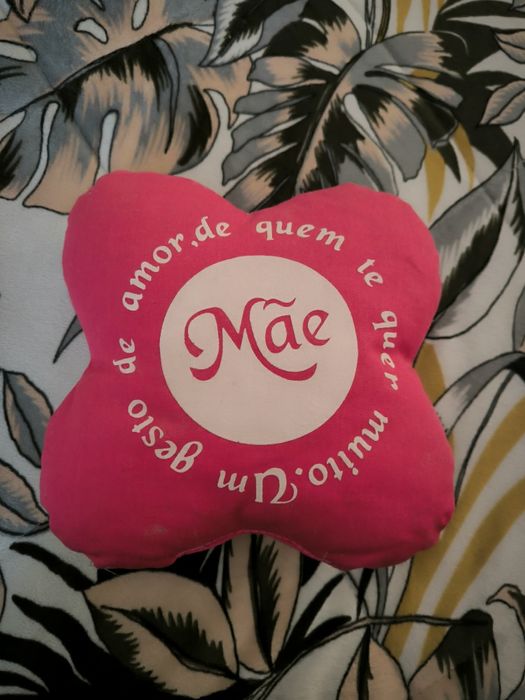 Mãe
Um gesto de amor, de quem te quer muito.